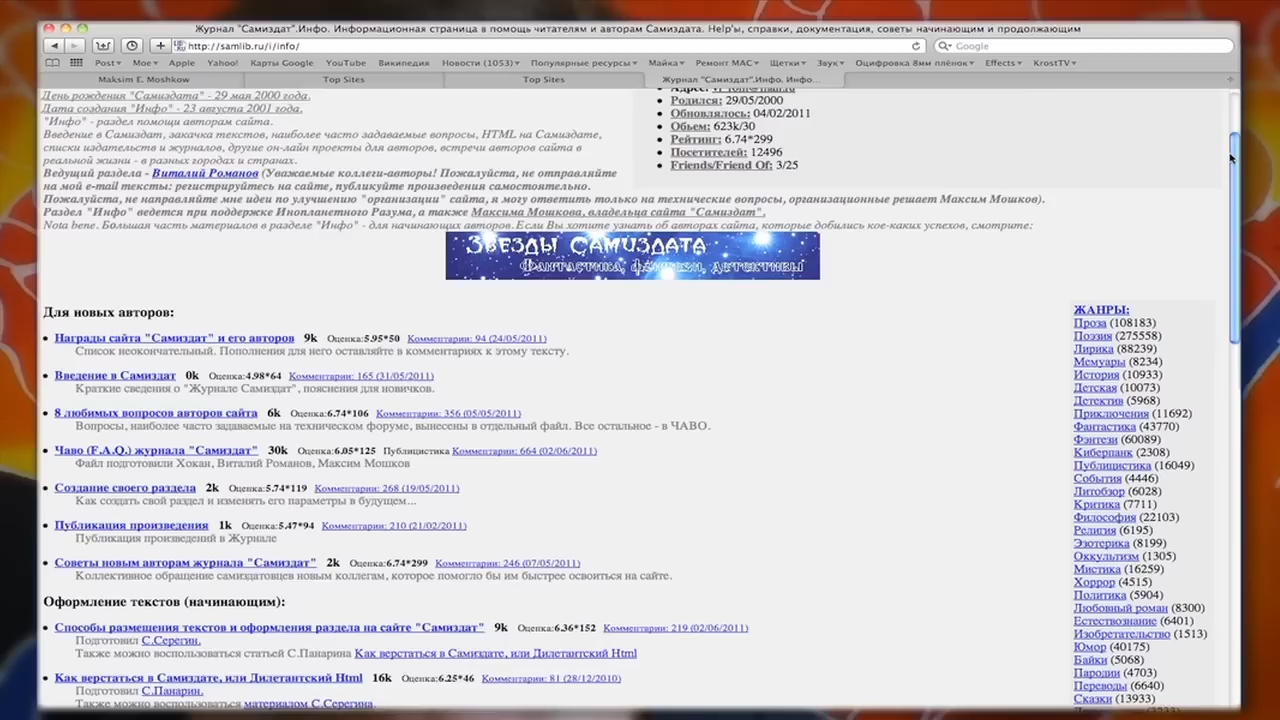 Журнал "Самиздат".Инфо. Информационная страница в помощь читателям и авторам Самиздата. Help'ы, справки, документация, советы начинающим и продолжающим
http://samlib.ru/i/info/
Google
Post Мое Apple Yahoo! Карты Google YouTube Википедия Новости (1053) Популярные ресурсы Майка Ремонт MAC Щетки Звук Оцифровка 8мм плёнок Effects KrostTV
Maksim E. Moshkow Top Sites Top Sites Журнал "Самиздат".Инфо. Инфо...
День рождения "Самиздата" - 29 мая 2000 года.
Дата создания "Инфо" - 23 августа 2001 года.
"Инфо" - раздел помощи авторам сайта.
Введение в Самиздат, закачка текстов, наиболее часто задаваемые вопросы, HTML на Самиздате,
списки издательств и журналов, другие он-лайн проекты для авторов, встречи авторов сайта в
реальной жизни - в разных городах и странах.
Ведущий раздела - Виталий Романов (Уважаемые коллеги-авторы! Пожалуйста, не отправляйте
на мой e-mail тексты: регистрируйтесь на сайте, публикуйте произведения самостоятельно.
Пожалуйста, не направляйте мне идеи по улучшению "организации" сайта, я могу ответить только на технические вопросы, организационные решает Максим Мошков).
Раздел "Инфо" ведется при поддержке Инопланетного Разума, а также Максима Мошкова, владельца сайта "Самиздат".
Nota bene. Большая часть материалов в разделе "Инфо" - для начинающих авторов.Если Вы хотите узнать об авторах сайта, которые добились кое-каких успехов, смотрите:
Адрес:
Родился: 29/05/2000
Обновлялось: 04/02/2011
Обьем: 623k/30
Рейтинг: 6.74*299
Посетителей: 12496
Friends/Friend Of: 3/25
Звезды Самиздата
Фантастика, фэнтези, детективы
Для новых авторов:
Награды сайта "Самиздат" и его авторов 9k Оценка:5.95*50 Комментарии: 94 (24/05/2011)
Список неокончательный. Пополнения для него оставляйте в комментариях к этому тексту.
Введение в Самиздат 0k Оценка:4.98*64 Комментарии: 165 (31/05/2011)
Краткие сведения о "Журнале Самиздат", пояснения для новичков.
8 любимых вопросов авторов сайта 6k Оценка:6.74*106 Комментарии: 356 (05/05/2011)
Вопросы, наиболее часто задаваемые на техническом форуме, вынесены в отдельный файл. Все остальное - в ЧАВО.
Чаво (F.A.Q.) журнала "Самиздат" 30k Оценка:6.05*125 Публицистика Комментарии: 664 (02/06/2011)
Файл подготовили Хокан, Виталий Романов, Максим Мошков
Создание своего раздела 2k Оценка:5.74*119 Комментарии: 268 (19/05/2011)
Как создать свой раздел и изменять его параметры в будущем...
Публикация произведения 1k Оценка:5.47*94 Комментарии: 210 (21/02/2011)
Публикация произведений в Журнале
Советы новым авторам журнала "Самиздат" 2k Оценка:6.74*299 Комментарии: 246 (07/05/2011)
Коллективное обращение самиздатовцев новым коллегам, которое помогло бы им быстрее освоиться на сайте.
Оформление текстов (начинающим):
Способы размещения текстов и оформления раздела на сайте "Самиздат" 9k Оценка:6.36*152 Комментарии: 219 (02/06/2011)
Подготовил С.Серегин.
Также можно воспользоваться статьей С.Панарина Как верстаться в Самиздате, или Дилетантский Html
Как верстаться в Самиздате, или Дилетантский Html 16k Оценка:6.25*46 Комментарии: 81 (28/12/2010)
Подготовил С.Панарин.
Также можно воспользоваться материалом С.Серегина.
ЖАНРЫ:
Проза (108183)
Поэзия (275558)
Лирика (88239)
Мемуары (8234)
История (10933)
Детская (10073)
Детектив (5968)
Приключения (11692)
Фантастика (43770)
Фэнтези (60089)
Киберпанк (2308)
Публицистика (16049)
События (4446)
Литобзор (6028)
Критика (7711)
Философия (22103)
Религия (6195)
Эзотерика (8199)
Оккультизм (1305)
Мистика (16259)
Хоррор (4515)
Политика (5904)
Любовный роман (8300)
Естествознание (6401)
Изобретательство (1513)
Юмор (40175)
Байки (5068)
Пародии (4703)
Переводы (6640)
Сказки (13933)